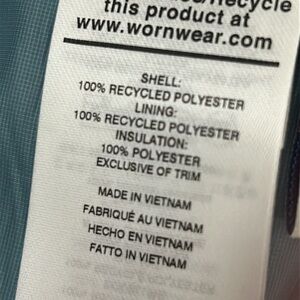 Recycle
this product at
www.wornwear.com
SHELL:
100% RECYCLED POLYESTER
LINING:
100% RECYCLED POLYESTER
INSULATION:
100% POLYESTER
EXCLUSIVE OF TRIM
MADE IN VIETNAM
FABRIQUÉ AU VIETNAM
HECHO EN VIETNAM
FATTO IN VIETNAM